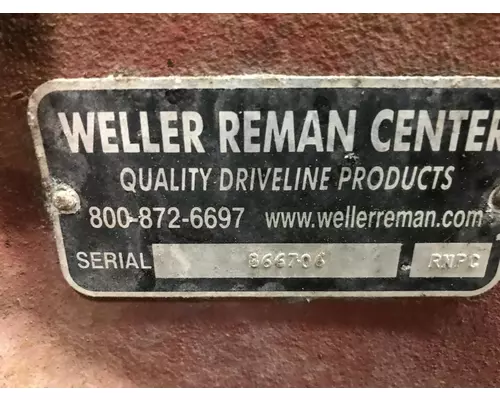 WELLER REMAN CENTER
QUALITY DRIVELINE PRODUCTS
800-872-6697 www.wellerreman.com
SERIAL 866706 RNPC